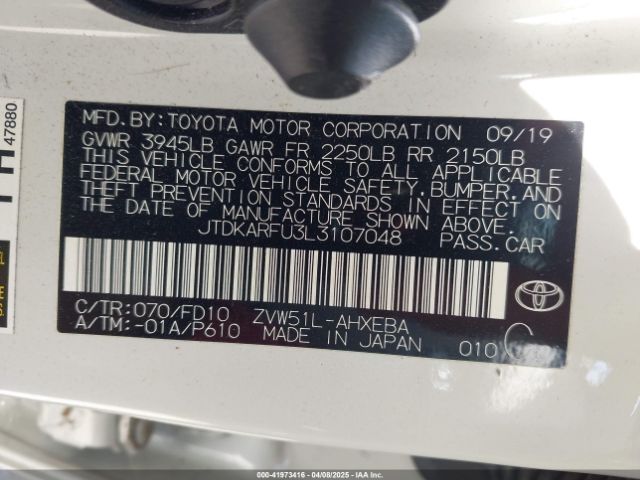 MFD. BY: TOYOTA MOTOR CORPORATION 09/19
GVWR 3945LB GAWR FR 2250LB RR 2150LB
THIS VEHICLE CONFORMS TO ALL APPLICABLE
FEDERAL MOTOR VEHICLE SAFETY, BUMPER, AND
THEFT PREVENTION STANDARDS IN EFFECT ON
THE DATE OF MANUFACTURE SHOWN ABOVE.
JTDKARFU3L3107048 PASS. CAR
C/TR: 070/FD10 ZVW51L-AHXEBA
A/TM: -01A/P610 MADE IN JAPAN 010
TOYOTA
47880
000-41973416 - 04/08/2025 - IAAI.COM